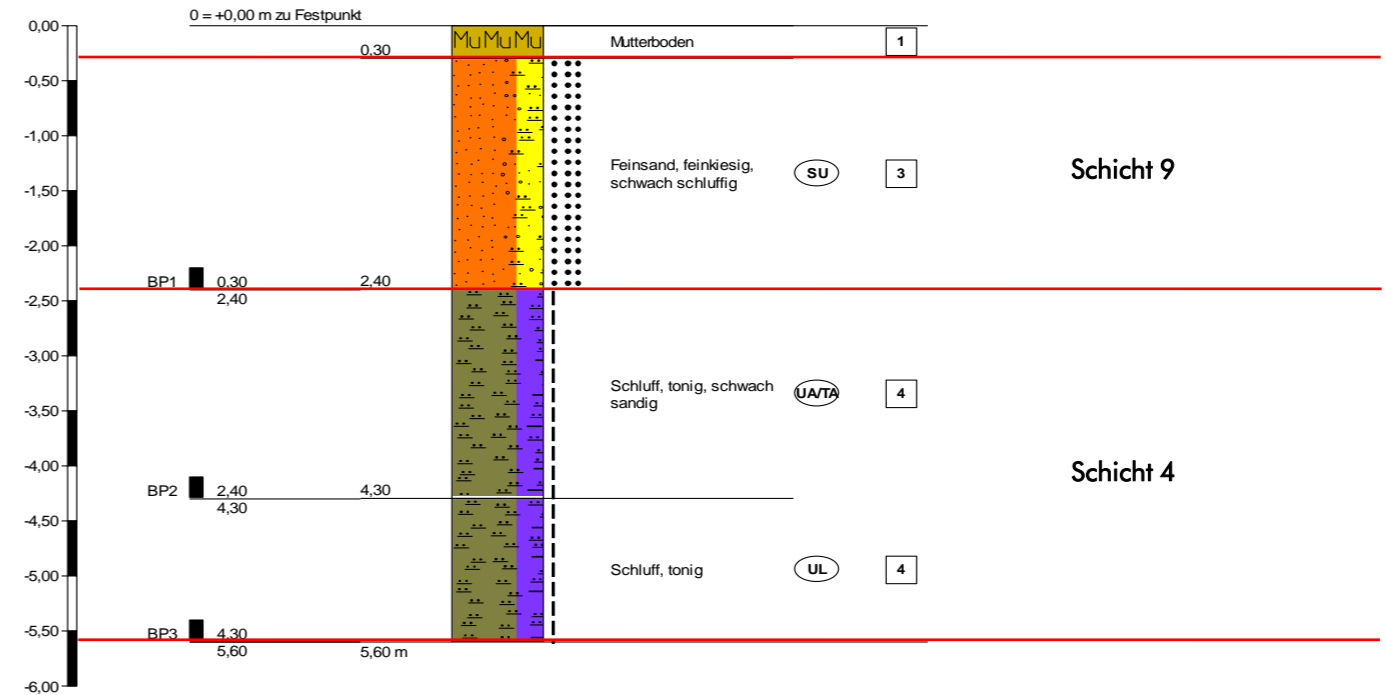 0 = +0,00 m zu Festpunkt
0,00
Mu Mu Mu
Mutterboden
1
0,30
-0,50
-1,00
Feinsand, feinkiesig,
schwach schluffig
SU
3
Schicht 9
-1,50
-2,00
BP1
0,30
2,40
2,40
-2,50
-3,00
Schluff, tonig, schwach
sandig
UA/TA
4
-3,50
-4,00
Schicht 4
BP2
2,40
4,30
4,30
-4,50
-5,00
Schluff, tonig
UL
4
-5,50
BP3
4,30
5,60
5,60 m
-6,00